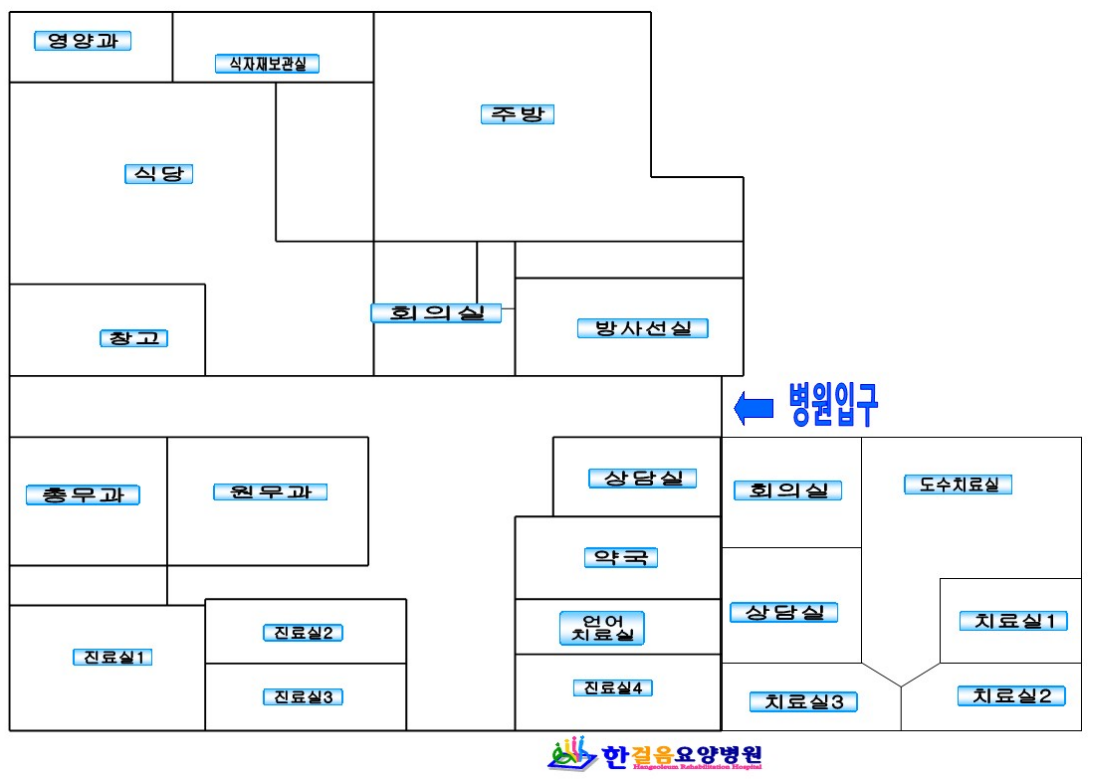 영양과
식자재보관실
주방
식당
회의실
방사선실
창고
병원입구
총무과
원무과
상담실
회의실
도수치료실
약국
상담실
언어
치료실
치료실1
진료실2
진료실1
진료실3
진료실4
치료실3
치료실2
한걸음요양병원
Hangeoleum Rehabilitation Hospital